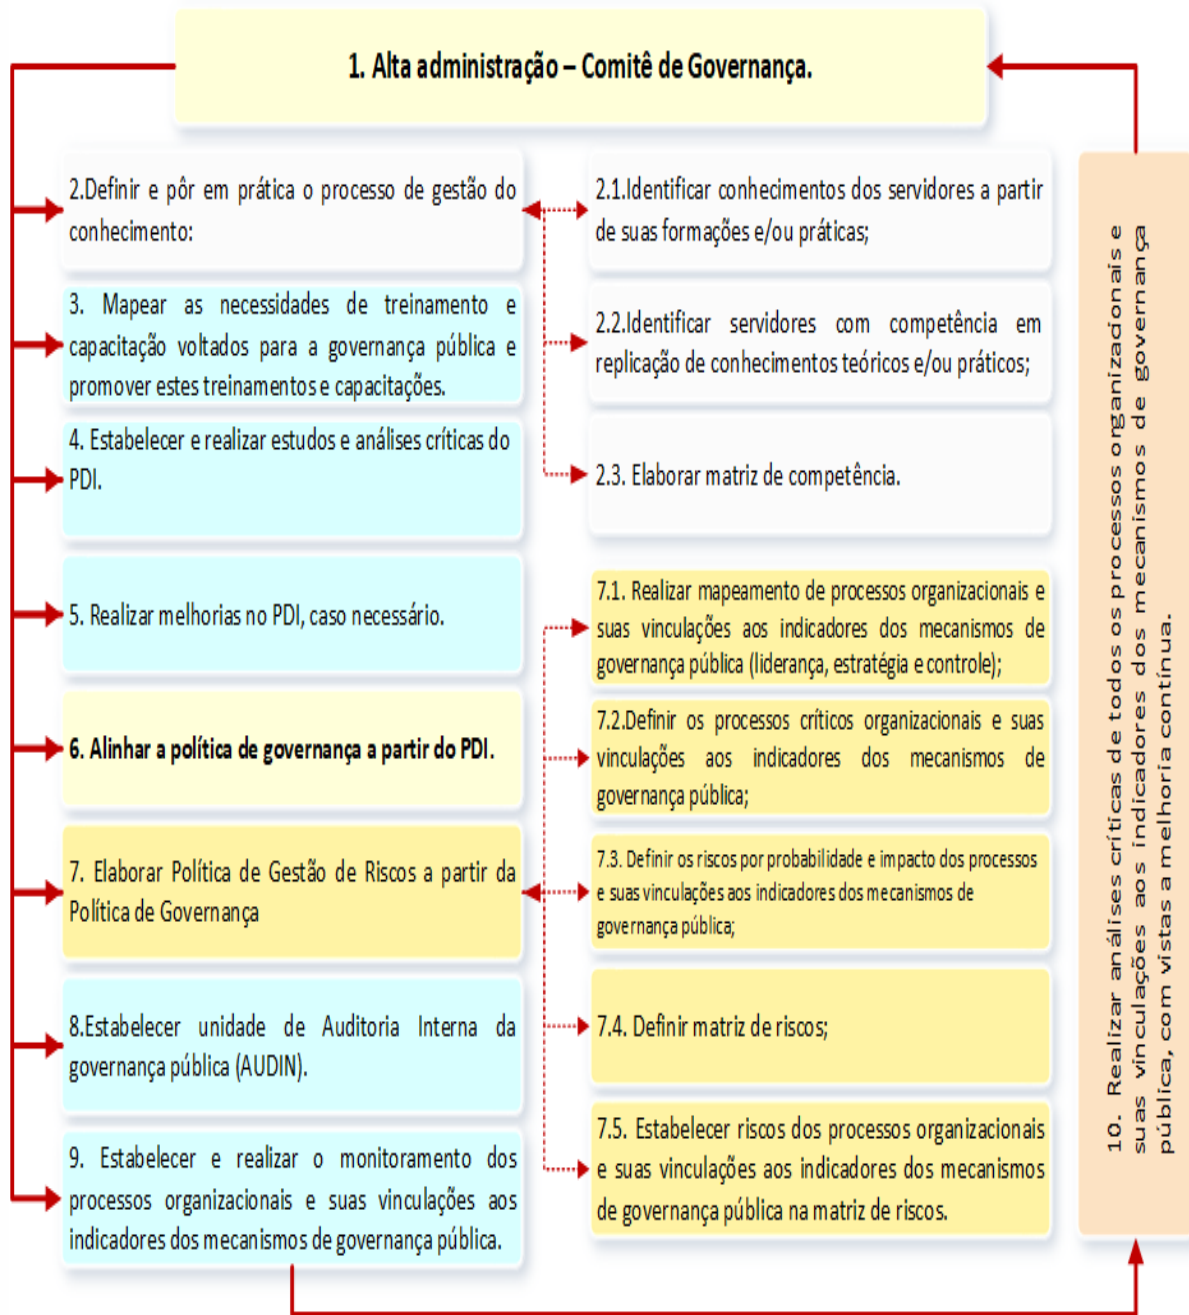 1. Alta administração – Comitê de Governança.
2.Definir e pôr em prática o processo de gestão do
conhecimento:
2.1.Identificar conhecimentos dos servidores a partir
de suas formações e/ou práticas;
3. Mapear as necessidades de treinamento e
capacitação voltados para a governança pública e
promover estes treinamentos e capacitações.
2.2.Identificar servidores com competência em
replicação de conhecimentos teóricos e/ou práticos;
4. Estabelecer e realizar estudos e análises críticas do
PDI.
2.3. Elaborar matriz de competência.
5. Realizar melhorias no PDI, caso necessário.
7.1. Realizar mapeamento de processos organizacionais e
suas vinculações aos indicadores dos mecanismos de
governança pública (liderança, estratégia e controle);
6. Alinhar a política de governança a partir do PDI.
7.2.Definir os processos críticos organizacionais e suas
vinculações aos indicadores dos mecanismos de
governança pública;
7. Elaborar Política de Gestão de Riscos a partir da
Política de Governança
7.3. Definir os riscos por probabilidade e impacto dos processos
e suas vinculações aos indicadores dos mecanismos de
governança pública;
8.Estabelecer unidade de Auditoria Interna da
governança pública (AUDIN).
7.4. Definir matriz de riscos;
9. Estabelecer e realizar o monitoramento dos
processos organizacionais e suas vinculações aos
indicadores dos mecanismos de governança pública.
7.5. Estabelecer riscos dos processos organizacionais
e suas vinculações aos indicadores dos mecanismos
de governança pública na matriz de riscos.
10. Realizar análises críticas de todos os processos organizacionais e
suas vinculações aos indicadores dos mecanismos de governança
pública, com vistas a melhoria contínua.